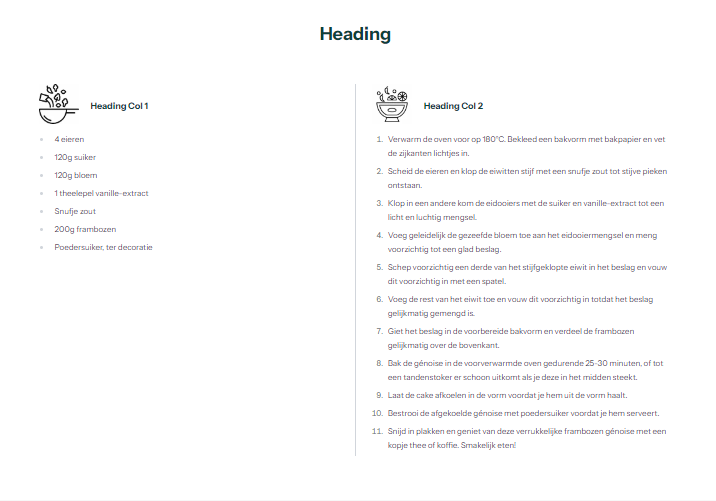 Heading
Heading Col 1
4 eieren
120g suiker
120g bloem
1 theelepel vanille-extract
Snufje zout
200g frambozen
Poedersuiker, ter decoratie
Heading Col 2
1. Verwarm de oven voor op 180°C. Bekleed een bakvorm met bakpapier en vet
de zijkanten lichtjes in.
2. Scheid de eieren en klop de eiwitten stijf met een snufje zout tot stijve pieken
ontstaan.
3. Klop in een andere kom de eidooiers met de suiker en vanille-extract tot een
licht en luchtig mengsel.
4. Voeg geleidelijk de gezeefde bloem toe aan het eidooiermengsel en meng
voorzichtig tot een glad beslag.
5. Schep voorzichtig een derde van het stijfgeklopte eiwit in het beslag en vouw
dit voorzichtig in met een spatel.
6. Voeg de rest van het eiwit toe en vouw dit voorzichtig in totdat het beslag
gelijkmatig gemengd is.
7. Giet het beslag in de voorbereide bakvorm en verdeel de frambozen
gelijkmatig over de bovenkant.
8. Bak de génoise in de voorverwarmde oven gedurende 25-30 minuten, of tot
een tandenstoker er schoon uitkomt als je deze in het midden steekt.
9. Laat de cake afkoelen in de vorm voordat je hem uit de vorm haalt.
10. Bestrooi de afgekoelde génoise met poedersuiker voordat je hem serveert.
11. Snijd in plakken en geniet van deze verrukkelijke frambozen génoise met een
kopje thee of koffie. Smakelijk eten!